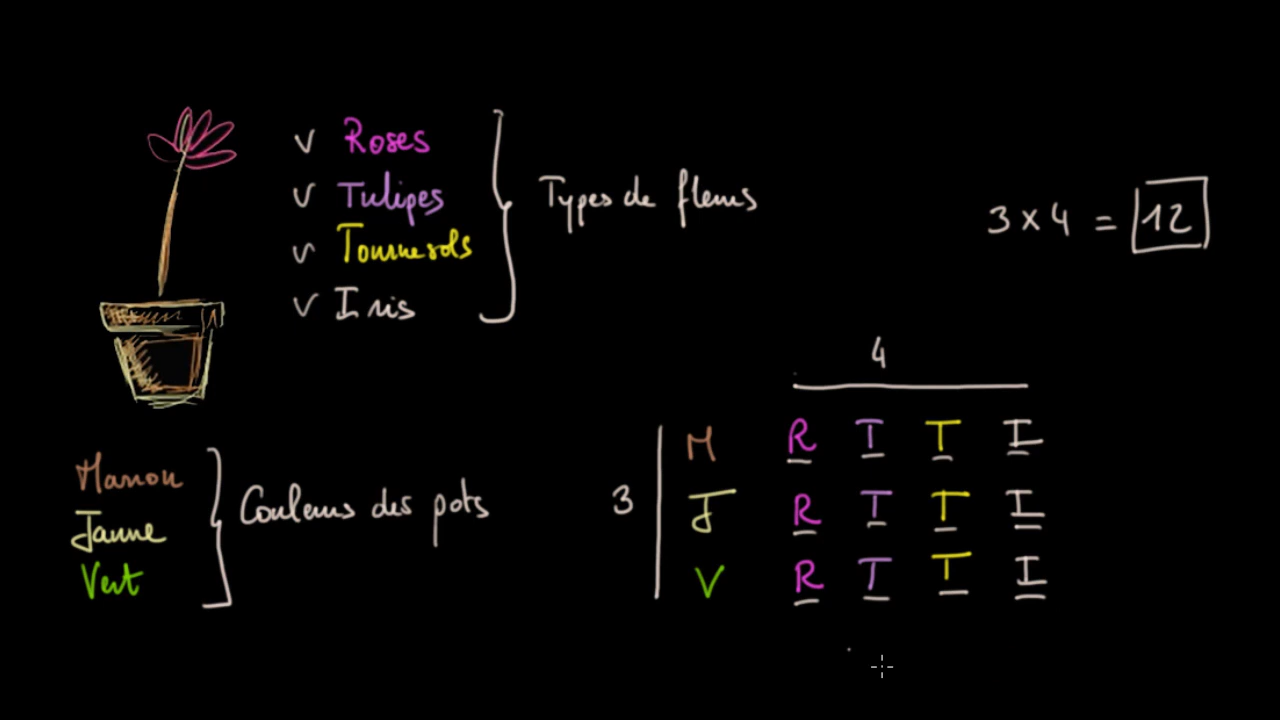 v Roses
v Tulipes
v Tournesols
v Iris
Types de fleurs
3 x 4 = 12
Marron
Jaune
Vert
Couleurs des pots
4
3
M R T T I
J R T T I
V R T T I